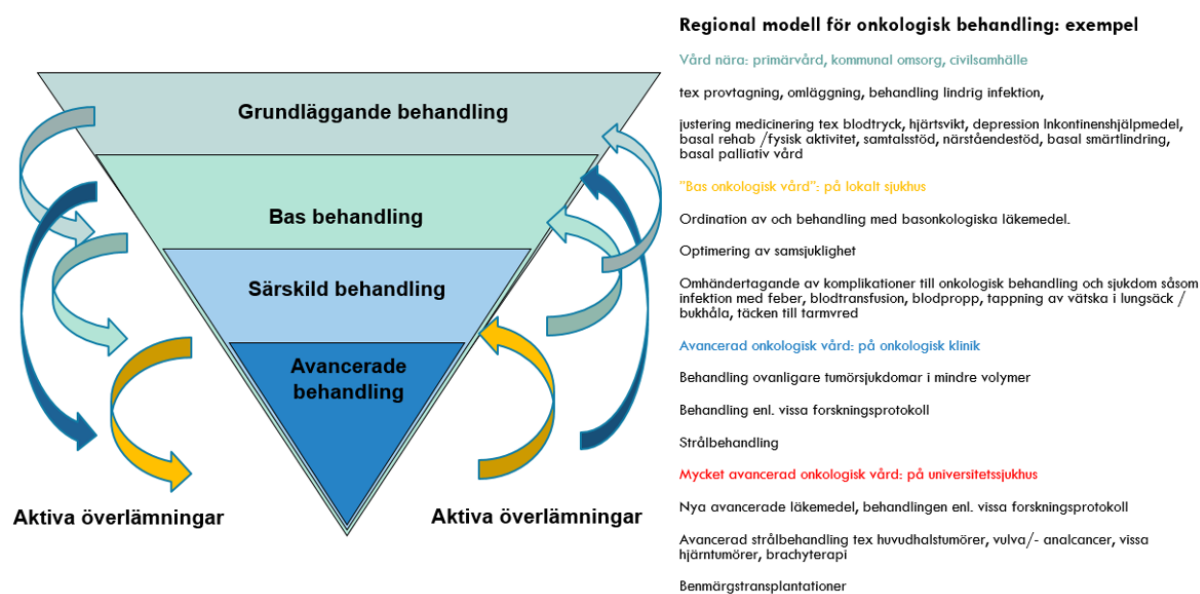 Grundläggande behandling
Bas behandling
Särskild behandling
Avancerade
behandling
Aktiva överlämningar
Aktiva överlämningar
Regional modell för onkologisk behandling: exempel
Vård nära: primärvård, kommunal omsorg, civilsamhälle
tex provtagning, omläggning, behandling lindrig infektion,
justering medicinering tex blodtryck, hjärtsvikt, depression Inkontinenshjälpmedel,
basal rehab /fysisk aktivitet, samtalsstöd, närståendestöd, basal smärtlindring,
basal palliativ vård
"Bas onkologisk vård": på lokalt sjukhus
Ordination av och behandling med basonkologiska läkemedel.
Optimering av samsjuklighet
Omhändertagande av komplikationer till onkologisk behandling och sjukdom såsom
infektion med feber, blodtransfusion, blodpropp, tappning av vätska i lungsäck /
bukhåla, täcken till tarmvred
Avancerad onkologisk vård: på onkologisk klinik
Behandling ovanligare tumörsjukdomar i mindre volymer
Behandling enl. vissa forskningsprotokoll
Strålbehandling
Mycket avancerad onkologisk vård: på universitetssjukhus
Nya avancerade läkemedel, behandlingen enl. vissa forskningsprotokoll
Avancerad strålbehandling tex huvudhalstumörer, vulva/- analcancer, vissa
hjärntumörer, brachyterapi
Benmärgstransplantationer